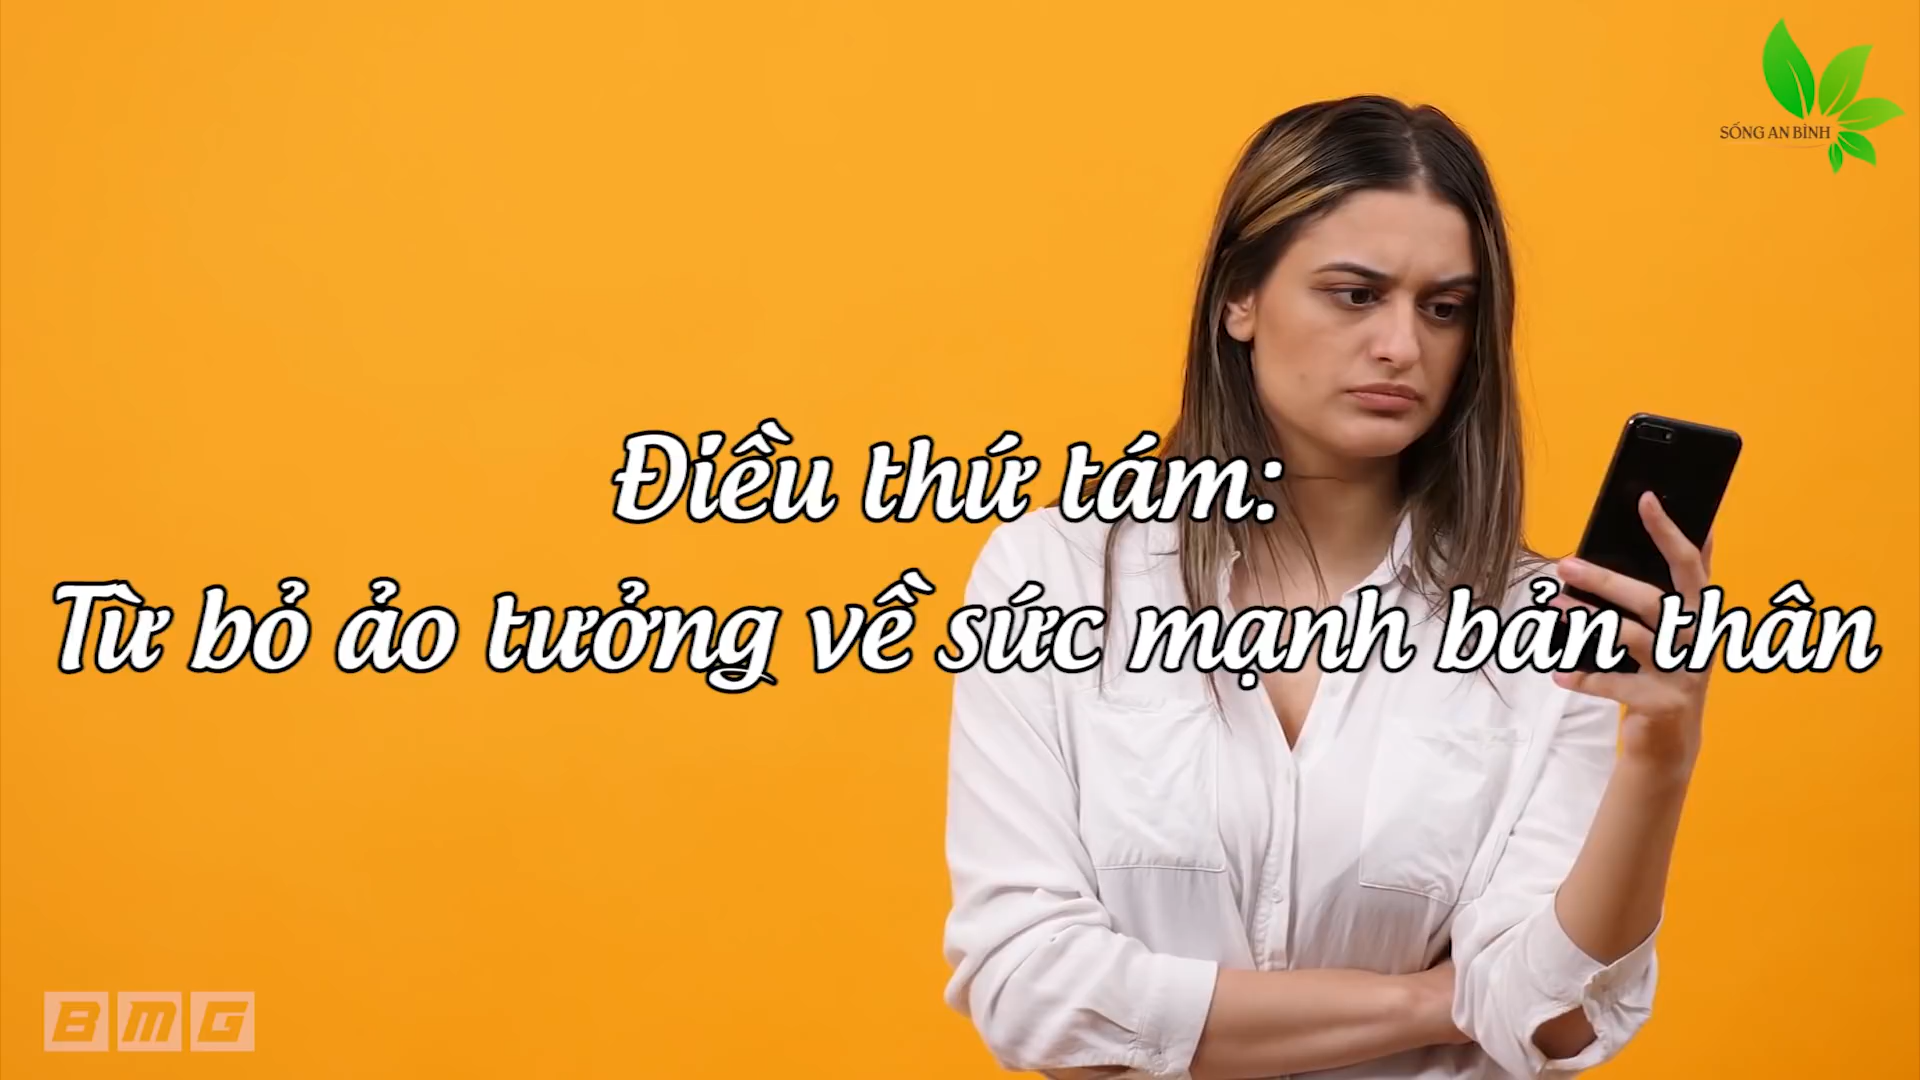 SỐNG AN BÌNH
Điều thứ tám:
Từ bỏ ảo tưởng về sức mạnh bản thân
BMG